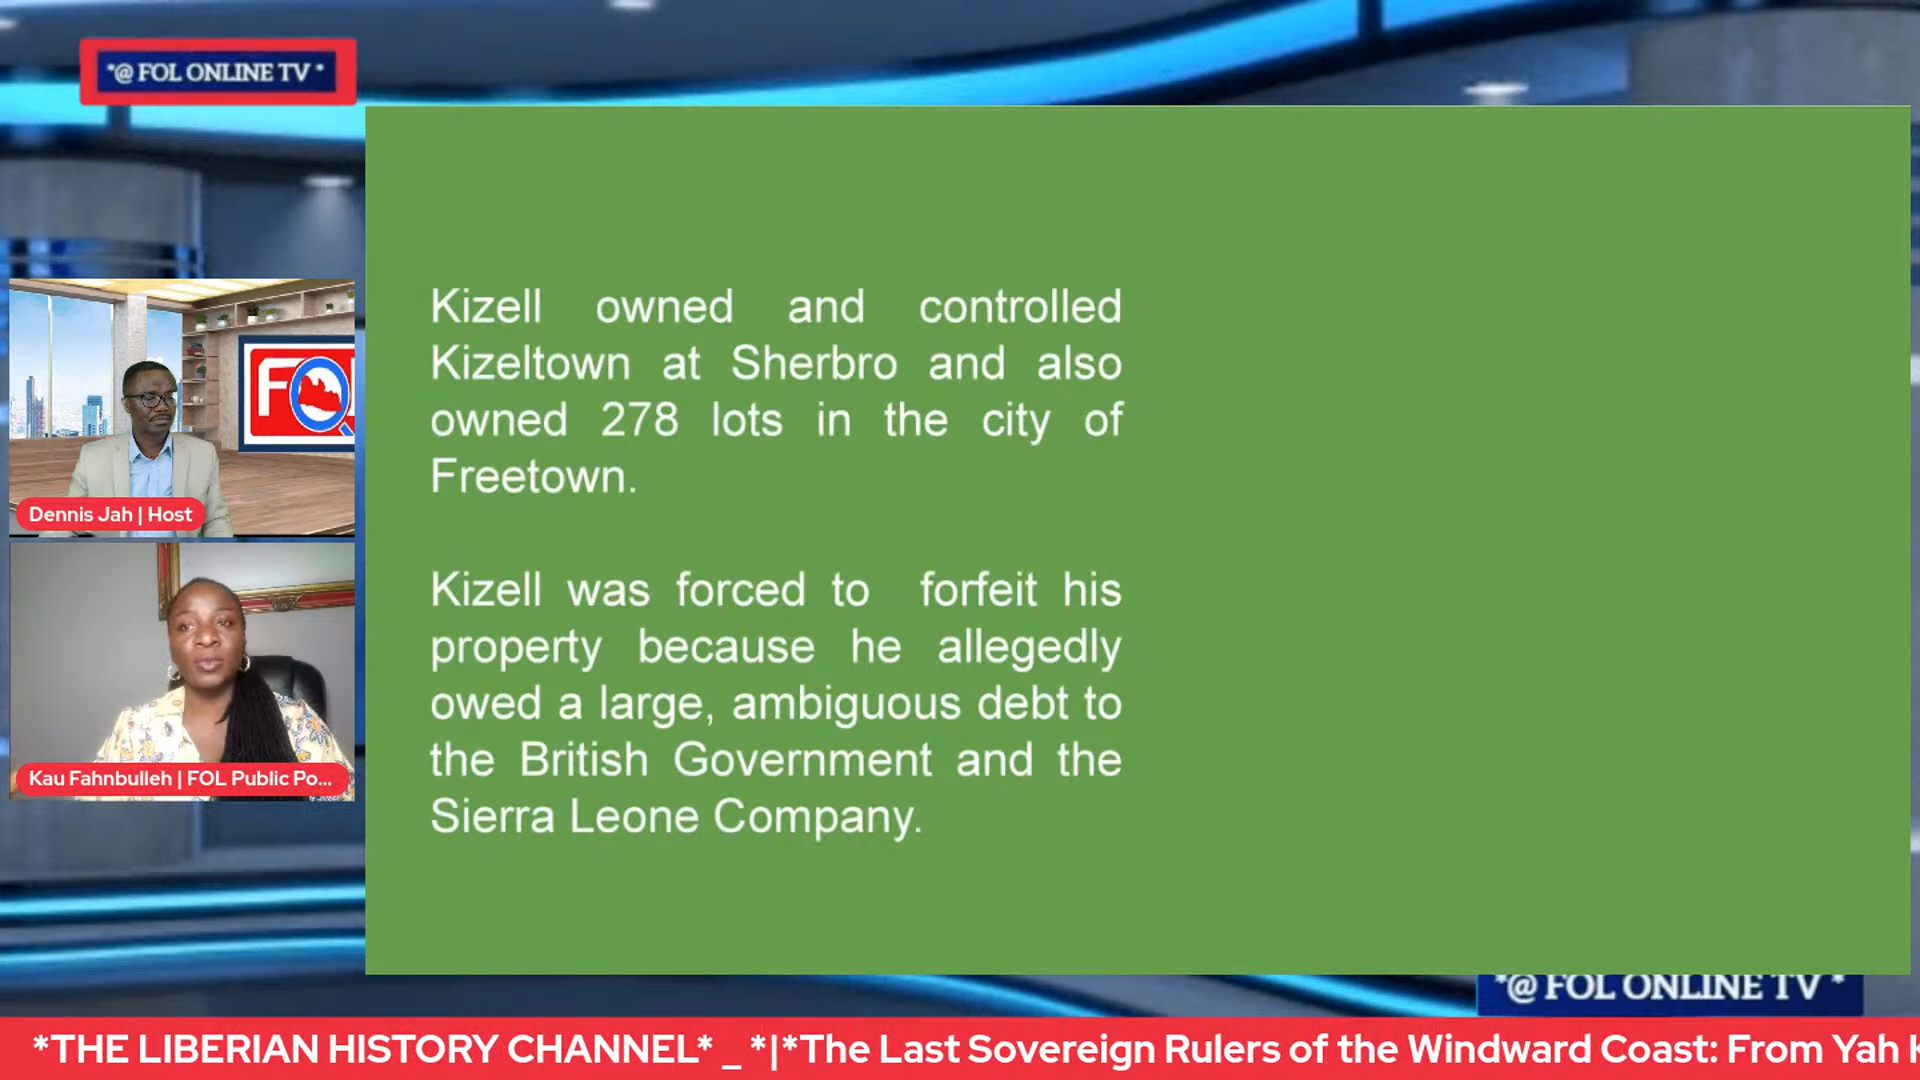 *@ FOL ONLINE TV *
Kizell owned and controlled
Kizeltown at Sherbro and also
owned 278 lots in the city of
Freetown.
Kizell was forced to forfeit his
property because he allegedly
owed a large, ambiguous debt to
the British Government and the
Sierra Leone Company.
FOL
Dennis Jah | Host
Kau Fahnbulleh | FOL Public Po...
*@ FOL ONLINE TV *
*THE LIBERIAN HISTORY CHANNEL* _ *|*The Last Sovereign Rulers of the Windward Coast: From Yah